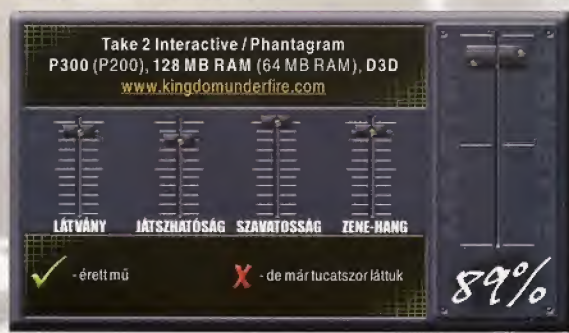 Take 2 Interactive / Phantagram
P300 (P200), 128 MB RAM (64 MB RAM), D3D
www.kingdomunderfire.com
LÁTVÁNY JÁTSZHATÓSÁG SZAVATOSSÁG ZENE-HANG
- érett mű
- de már tucatszor láttuk
89%